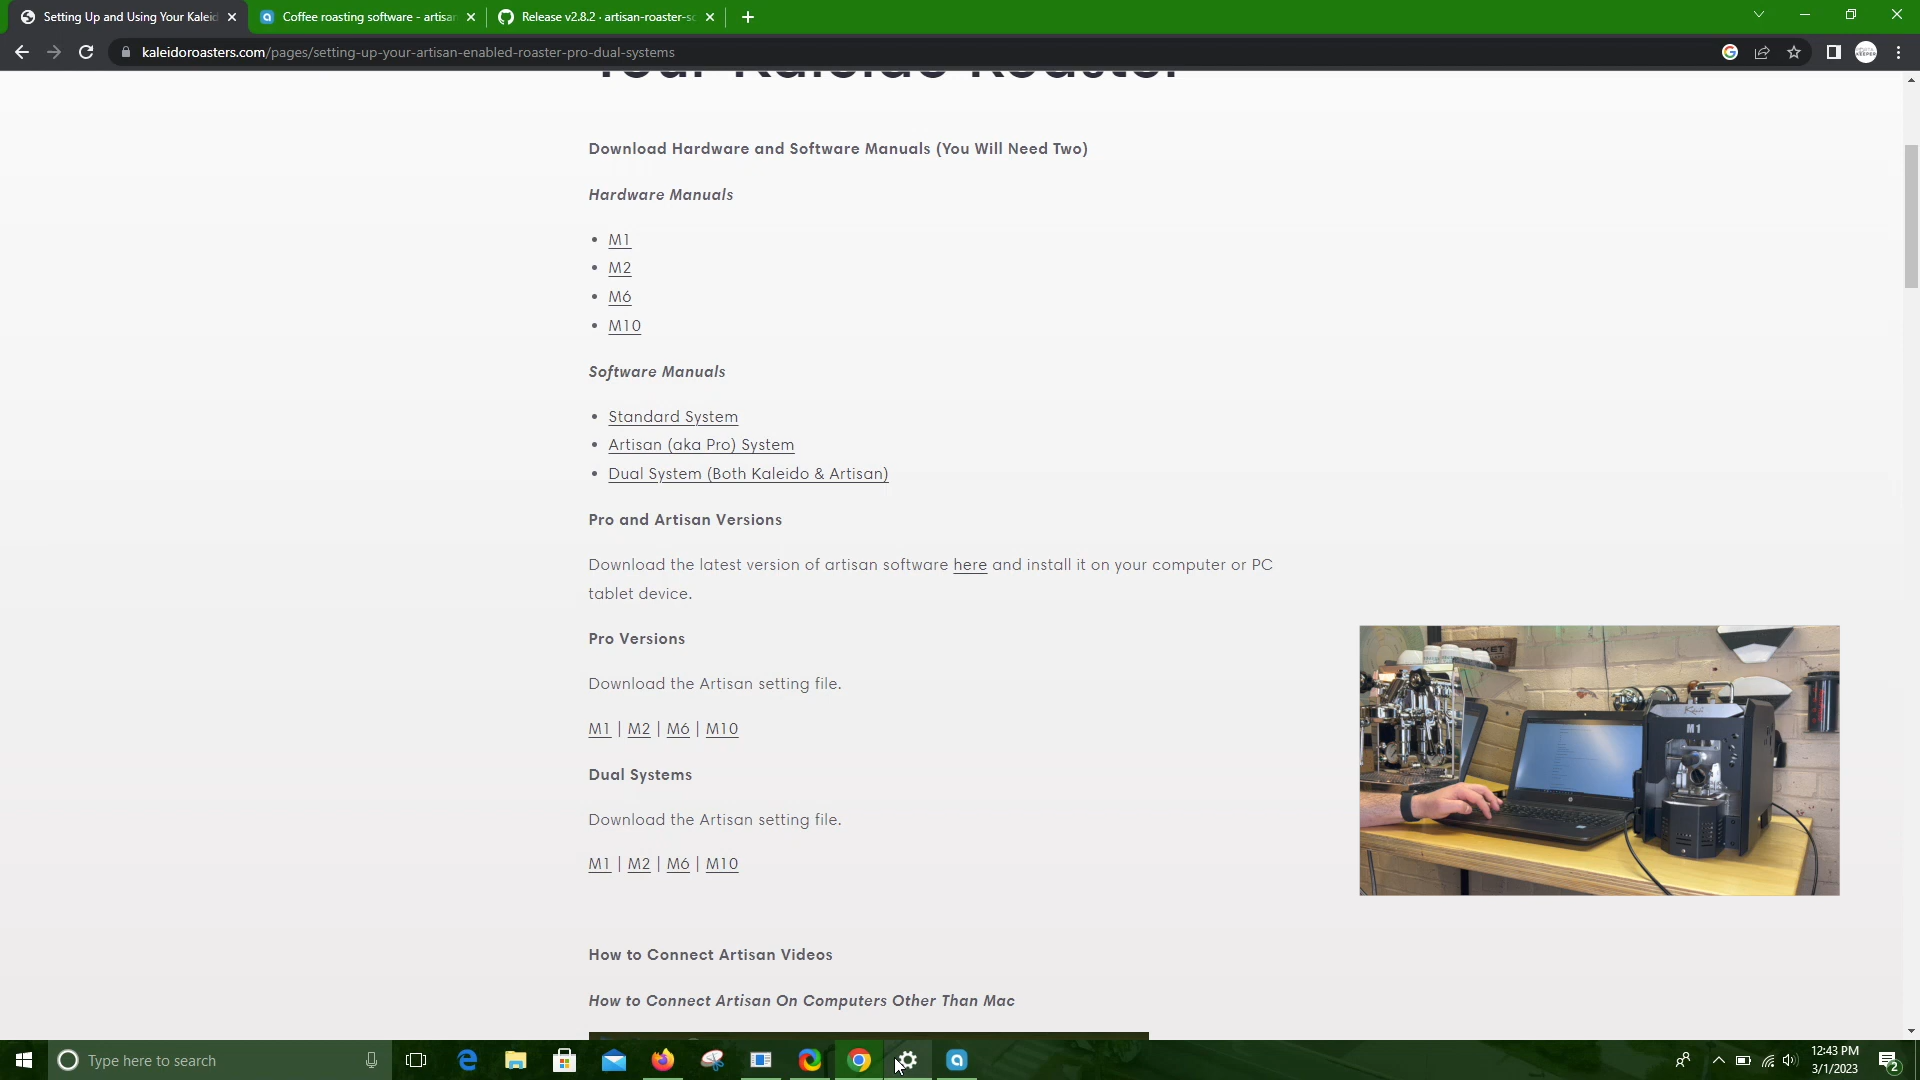 Setting Up and Using Your Kaleid
Coffee roasting software - artisan
Release v2.8.2 · artisan-roaster-sc
kaleidoroasters.com/pages/setting-up-your-artisan-enabled-roaster-pro-dual-systems
Your Kaleido Roaster
Download Hardware and Software Manuals (You Will Need Two)
Hardware Manuals
M1
M2
M6
M10
Software Manuals
Standard System
Artisan (aka Pro) System
Dual System (Both Kaleido & Artisan)
Pro and Artisan Versions
Download the latest version of artisan software here and install it on your computer or PC
tablet device.
Pro Versions
Download the Artisan setting file.
M1 | M2 | M6 | M10
Dual Systems
Download the Artisan setting file.
M1 | M2 | M6 | M10
How to Connect Artisan Videos
How to Connect Artisan On Computers Other Than Mac
M1
Type here to search
12:43 PM
3/1/2023
2